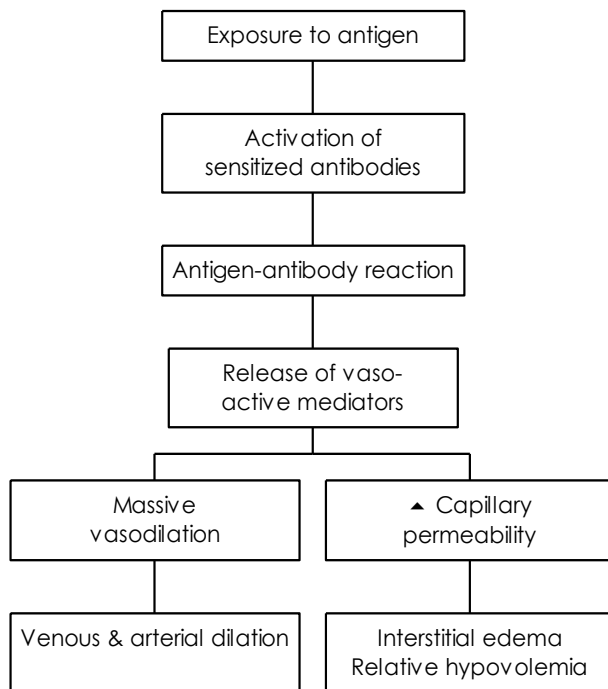 Exposure to antigen
Activation of
sensitized antibodies
Antigen-antibody reaction
Release of vaso-
active mediators
Massive
vasodilation
▲ Capillary
permeability
Venous & arterial dilation
Interstitial edema
Relative hypovolemia